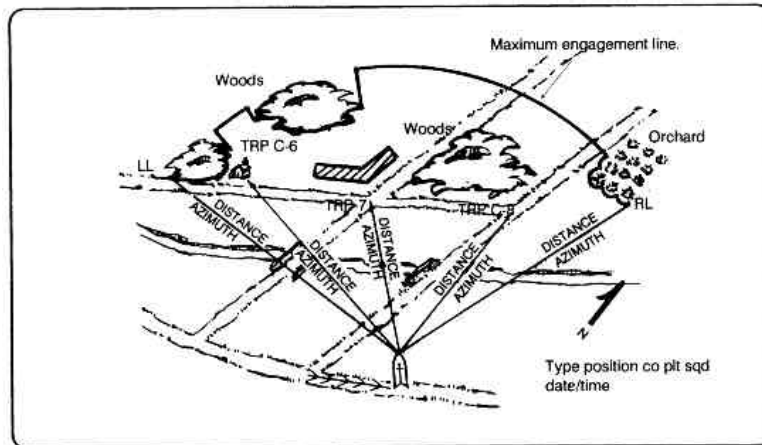 Maximum engagement line.
Woods
Woods
Orchard
TRP C-6
LL
TRP 7
TRP C-8
RL
DISTANCE
AZIMUTH
DISTANCE
AZIMUTH
DISTANCE
AZIMUTH
DISTANCE
AZIMUTH
DISTANCE
AZIMUTH
N
Type position co plt sqd
date/time